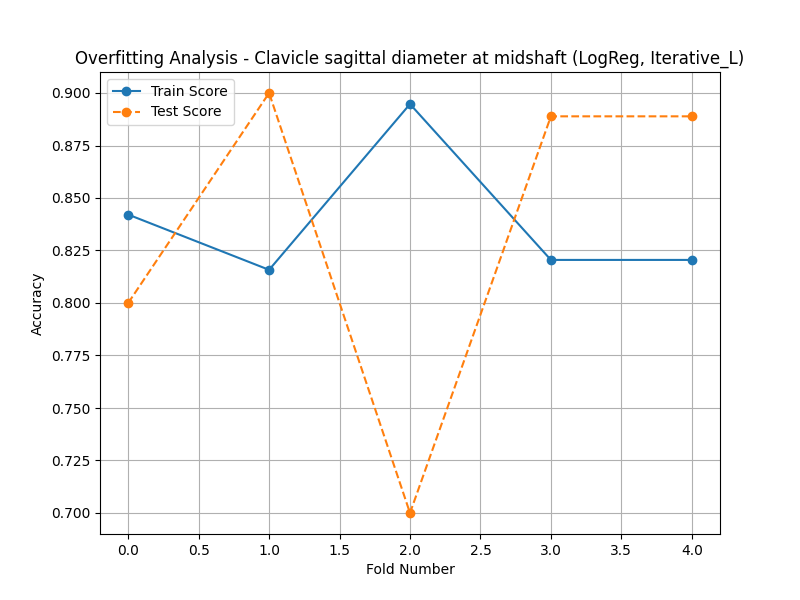 Overfitting Analysis - Clavicle sagittal diameter at midshaft (LogReg, Iterative_L)
Train Score
Test Score
0.900
0.875
0.850
0.825
0.800
0.775
0.750
0.725
0.700
Accuracy
0.0 0.5 1.0 1.5 2.0 2.5 3.0 3.5 4.0
Fold Number